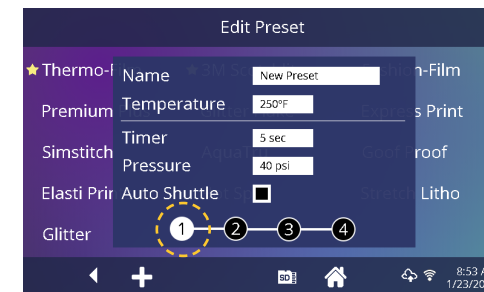 Edit Preset
Thermo-F
3M Sc
n-Film
Name
New Preset
Premium
Temperature
250°F
Express Print
Timer
5 sec
Simstitch
Aqua
Goof Proof
Pressure
40 psi
Elasti Prin
Auto Shuttle
Stretch Litho
Glitter
1
2
3
4
SD
8:53 A
1/23/20